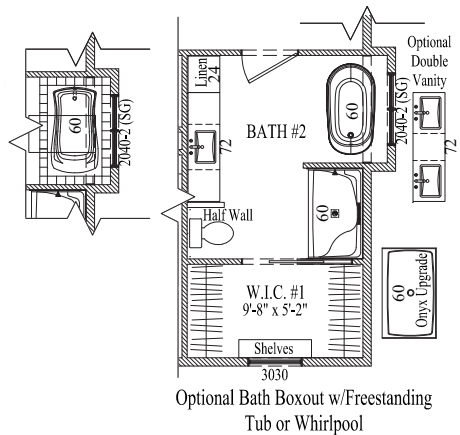 Optional
Double
Vanity
Linen
24
60
2040-2 (SG)
60
2040-2 (SG)
BATH #2
72
72
Half Wall
60
60
Onyx Upgrade
W.I.C. #1
9'-8" x 5'-2"
Shelves
3030
Optional Bath Boxout w/Freestanding
Tub or Whirlpool